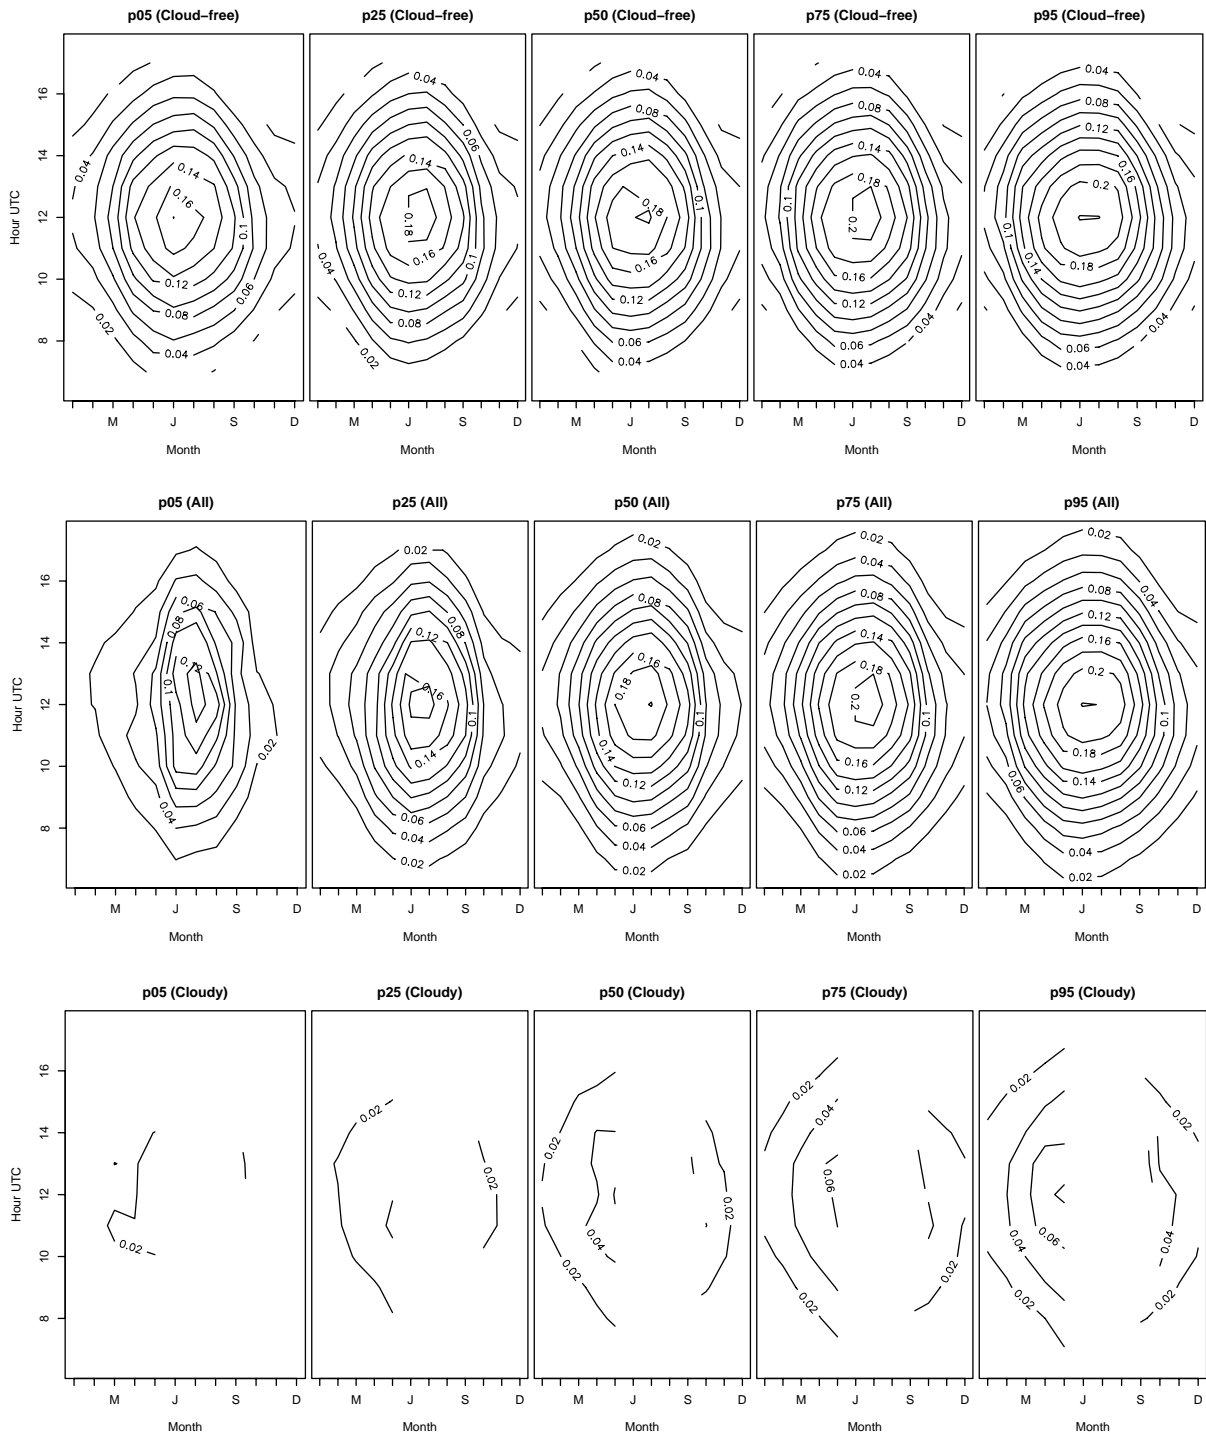 p05 (Cloud−free) p25 (Cloud−free) p50 (Cloud−free) p75 (Cloud−free) p95 (Cloud−free)
Hour UTC
16
14
12
10
8
0.04 0.14 0.16 0.1 0.12 0.06 0.08 0.02 0.04
0.04 0.06 0.14 0.18 0.16 0.1 0.04 0.12 0.08 0.02
0.04 0.08 0.14 0.18 0.1 0.16 0.12 0.06 0.04
0.04 0.08 0.14 0.18 0.1 0.2 0.16 0.12 0.04 0.06 0.04
0.04 0.08 0.12 0.16 0.2 0.1 0.14 0.18 0.04 0.06 0.04
M J S D M J S D M J S D M J S D M J S D
Month Month Month Month Month
p05 (All) p25 (All) p50 (All) p75 (All) p95 (All)
Hour UTC
16
14
12
10
8
0.06 0.08 0.12 0.1 0.02 0.04
0.02 0.08 0.12 0.16 0.1 0.14 0.06 0.04 0.02
0.02 0.08 0.16 0.18 0.1 0.14 0.12 0.06 0.04 0.02
0.02 0.04 0.08 0.14 0.18 0.2 0.1 0.16 0.12 0.06 0.04 0.02
0.02 0.08 0.04 0.12 0.16 0.2 0.1 0.18 0.14 0.06 0.04 0.02
M J S D M J S D M J S D M J S D M J S D
Month Month Month Month Month
p05 (Cloudy) p25 (Cloudy) p50 (Cloudy) p75 (Cloudy) p95 (Cloudy)
Hour UTC
16
14
12
10
8
0.02
0.02 0.02
0.02 0.02 0.04 0.02
0.02 0.04 0.06 0.02 0.02
0.02 0.02 0.04 0.06 0.04 0.02 0.02
M J S D M J S D M J S D M J S D M J S D
Month Month Month Month Month